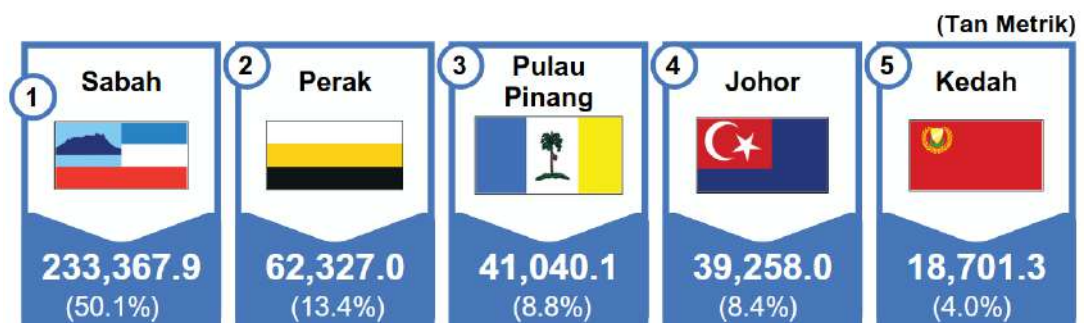 (Tan Metrik)
1
Sabah
233,367.9
(50.1%)
2
Perak
62,327.0
(13.4%)
3
Pulau
Pinang
41,040.1
(8.8%)
4
Johor
39,258.0
(8.4%)
5
Kedah
18,701.3
(4.0%)